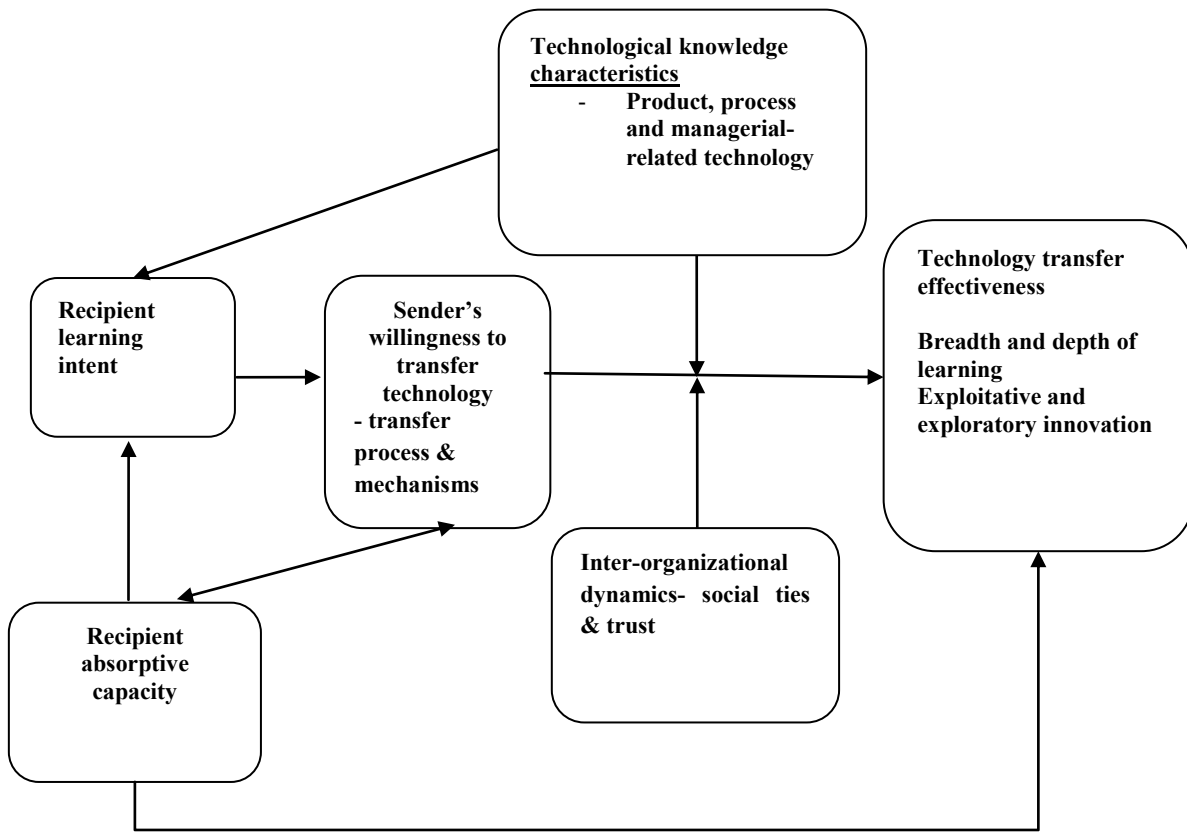 Technological knowledge
characteristics
- Product, process
and managerial-
related technology
Technology transfer
effectiveness
Breadth and depth of
learning
Exploitative and
exploratory innovation
Recipient
learning
intent
Sender’s
willingness to
transfer
technology
- transfer
process &
mechanisms
Inter-organizational
dynamics- social ties
& trust
Recipient
absorptive
capacity